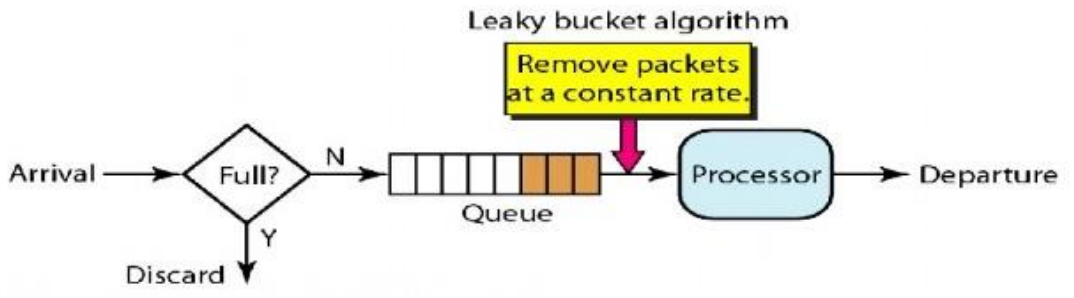 Leaky bucket algorithm
Remove packets
at a constant rate.
Arrival
Full?
N
Queue
Processor
Departure
Y
Discard